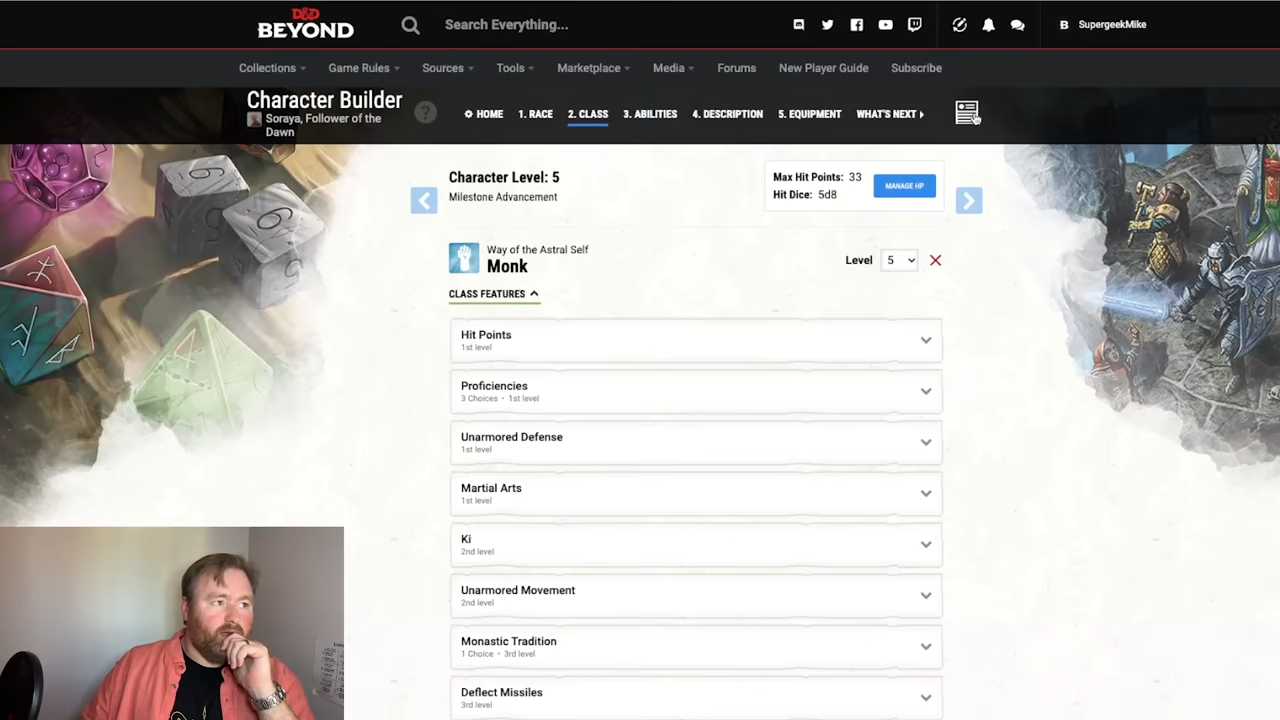 D&D
BEYOND
Search Everything...
SupergeekMike
Collections
Game Rules
Sources
Tools
Marketplace
Media
Forums
New Player Guide
Subscribe
Character Builder
Soraya, Follower of the
Dawn
?
HOME
1. RACE
2. CLASS
3. ABILITIES
4. DESCRIPTION
5. EQUIPMENT
WHAT'S NEXT
Character Level: 5
Milestone Advancement
Max Hit Points: 33
Hit Dice: 5d8
MANAGE HP
Way of the Astral Self
Monk
Level 5
CLASS FEATURES
Hit Points
1st level
Proficiencies
3 Choices • 1st level
Unarmored Defense
1st level
Martial Arts
1st level
Ki
2nd level
Unarmored Movement
2nd level
Monastic Tradition
1 Choice • 3rd level
Deflect Missiles
3rd level